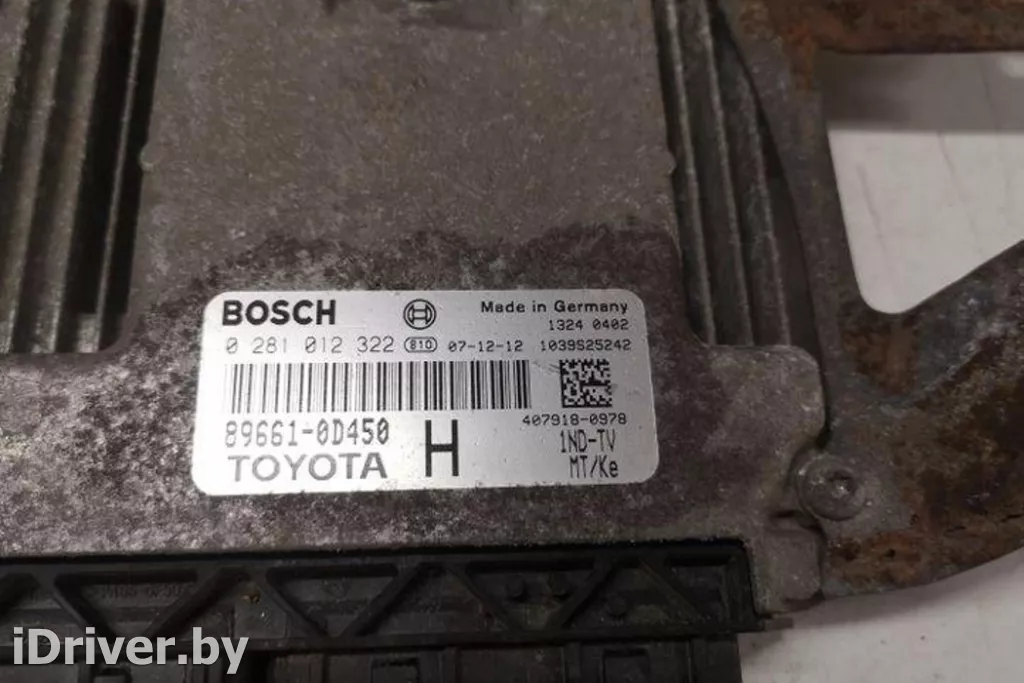 BOSCH Made in Germany
1324 0402
0 281 012 322 810 07-12-12 1039S25242
407918-0978
89661-0D450 H 1ND-TV
TOYOTA MT/Ke
iDriver.by